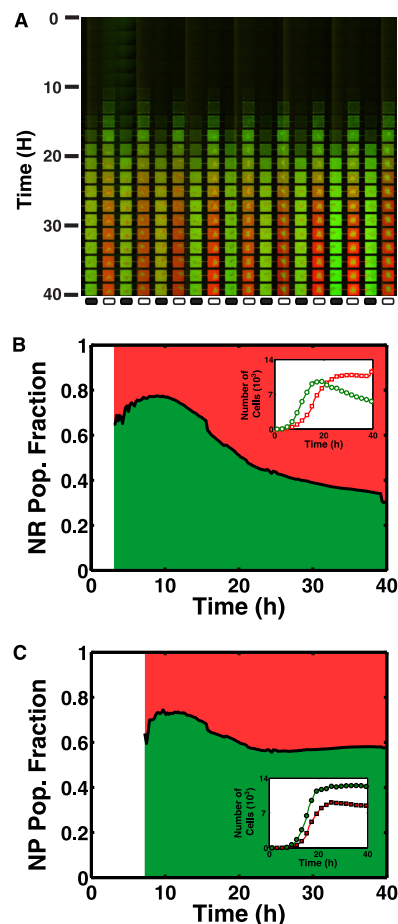 A
0
10
20
30
40
Time (H)
B
NR Pop. Fraction
1
0.8
0.6
0.4
0.2
0
0
10
20
30
40
Time (h)
Number of
Cells (10³)
14
7
0
0
20
40
Time (h)
C
NP Pop. Fraction
1
0.8
0.6
0.4
0.2
0
0
10
20
30
40
Time (h)
Number of
Cells (10³)
14
7
0
0
20
40
Time (h)